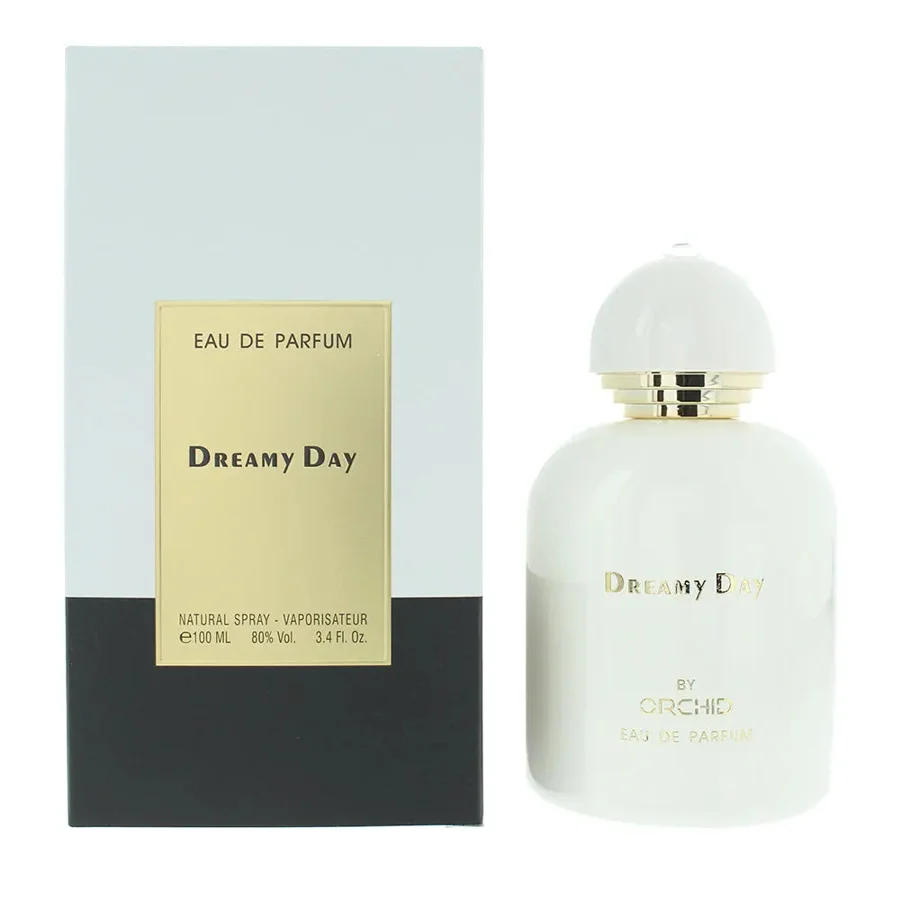 EAU DE PARFUM
DREAMY DAY
NATURAL SPRAY - VAPORISATEUR
℮100 ML 80% Vol. 3.4 Fl. Oz.
DREAMY DAY
BY
ORCHID
EAU DE PARFUM